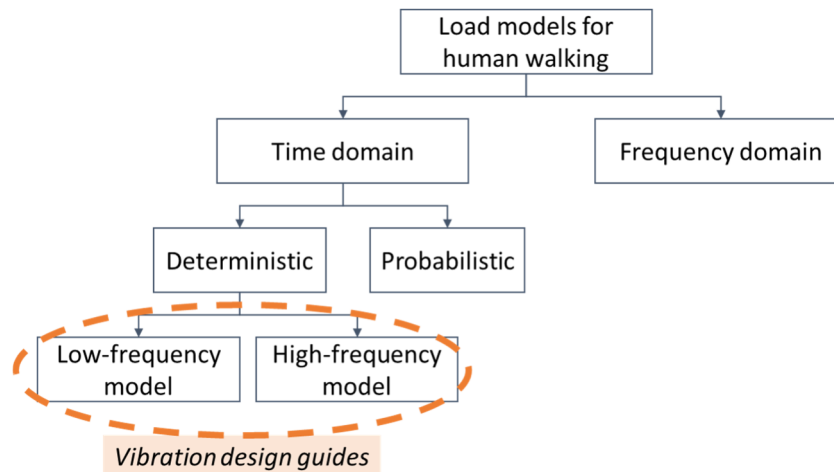 Load models for
human walking
Time domain
Frequency domain
Deterministic
Probabilistic
Low-frequency
model
High-frequency
model
Vibration design guides